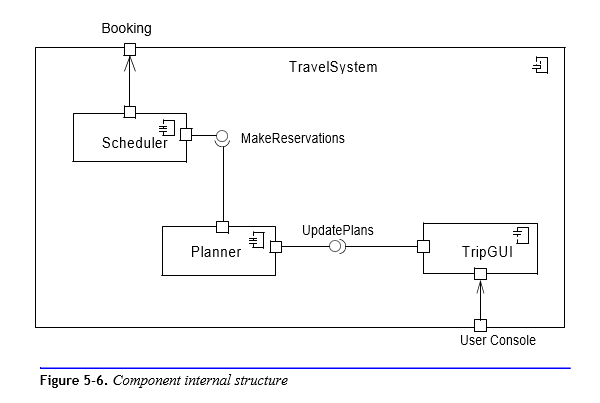 Booking
TravelSystem
Scheduler
MakeReservations
Planner
UpdatePlans
TripGUI
User Console
Figure 5-6. Component internal structure